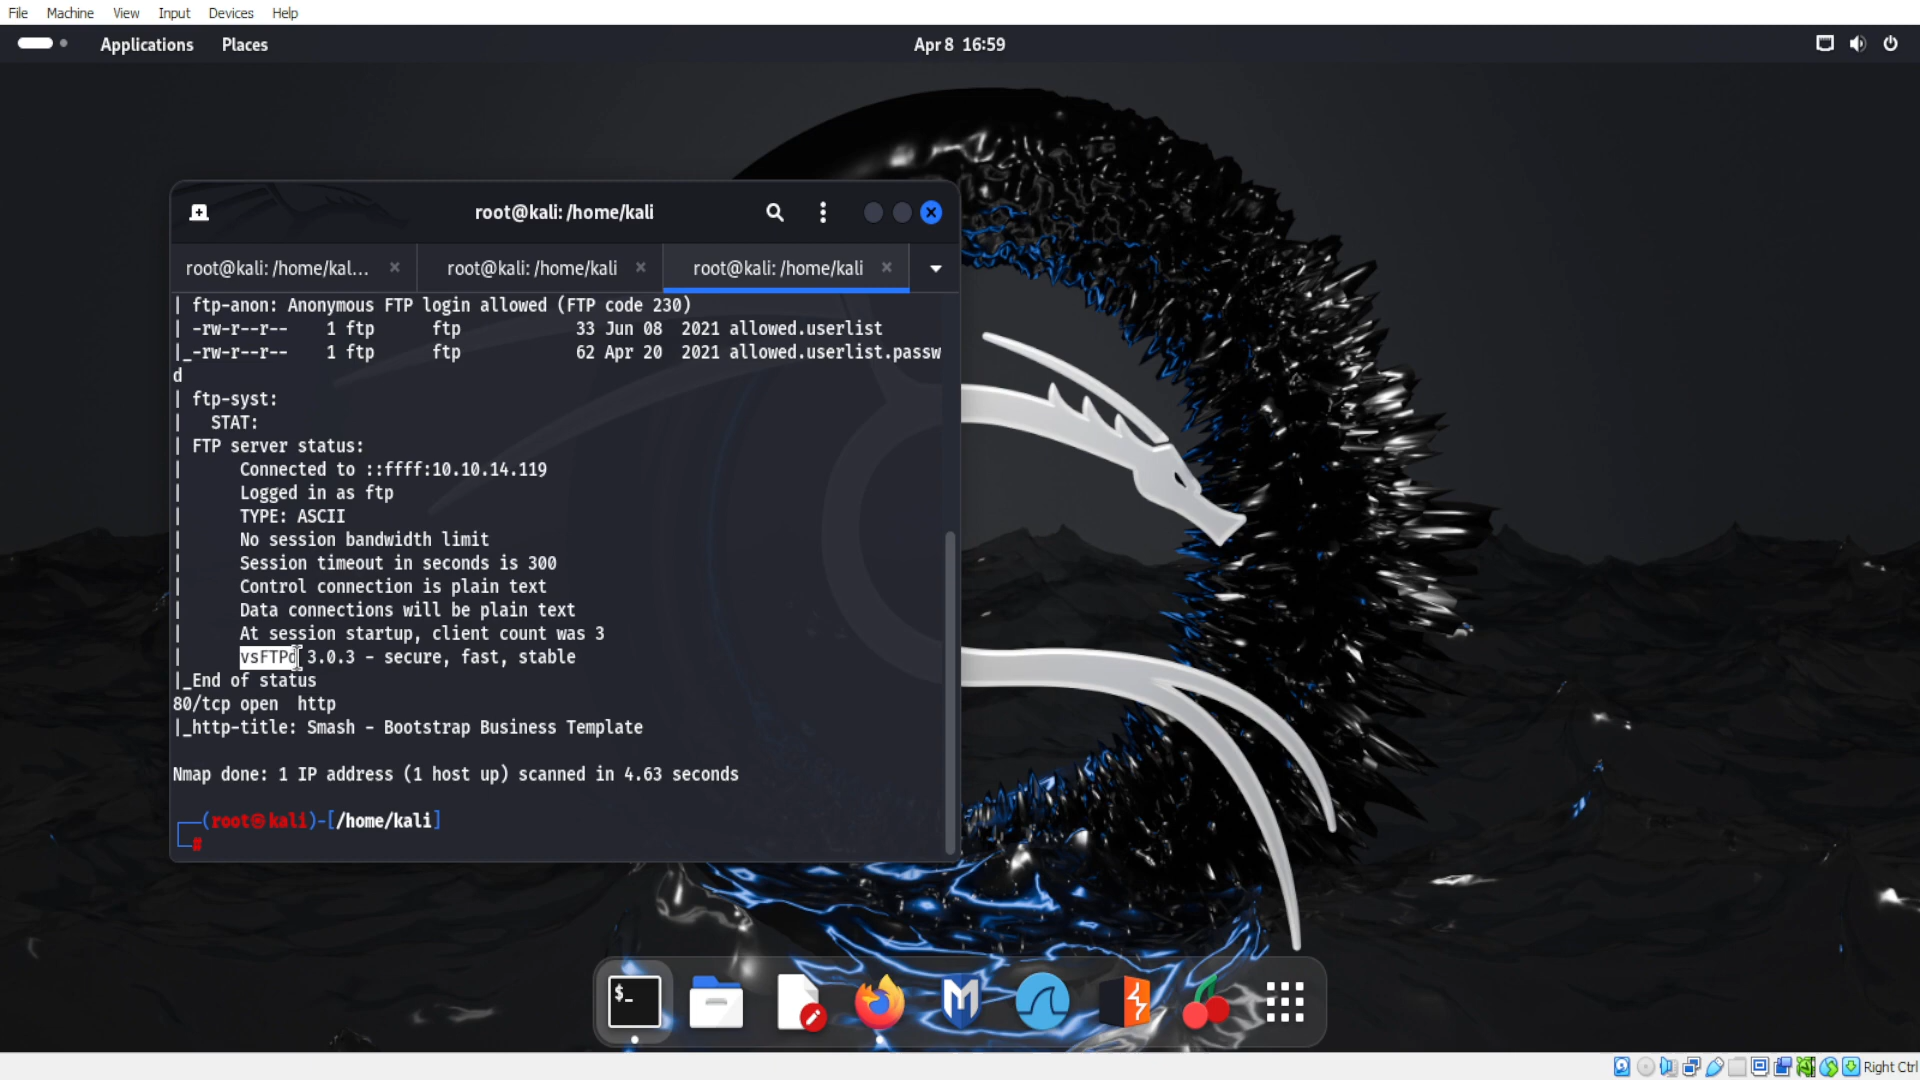 File Machine View Input Devices Help
Applications Places Apr 8 16:59
root@kali: /home/kali
root@kali: /home/kal... × root@kali: /home/kali × root@kali: /home/kali ×
| ftp-anon: Anonymous FTP login allowed (FTP code 230)
| -rw-r--r-- 1 ftp ftp 33 Jun 08 2021 allowed.userlist
|_-rw-r--r-- 1 ftp ftp 62 Apr 20 2021 allowed.userlist.passw
d
| ftp-syst:
| STAT:
| FTP server status:
| Connected to ::ffff:10.10.14.119
| Logged in as ftp
| TYPE: ASCII
| No session bandwidth limit
| Session timeout in seconds is 300
| Control connection is plain text
| Data connections will be plain text
| At session startup, client count was 3
| vsFTPd 3.0.3 - secure, fast, stable
|_End of status
80/tcp open http
|_http-title: Smash - Bootstrap Business Template
Nmap done: 1 IP address (1 host up) scanned in 4.63 seconds
┌──(root㉿kali)-[/home/kali]
└─#
$_
Right Ctrl